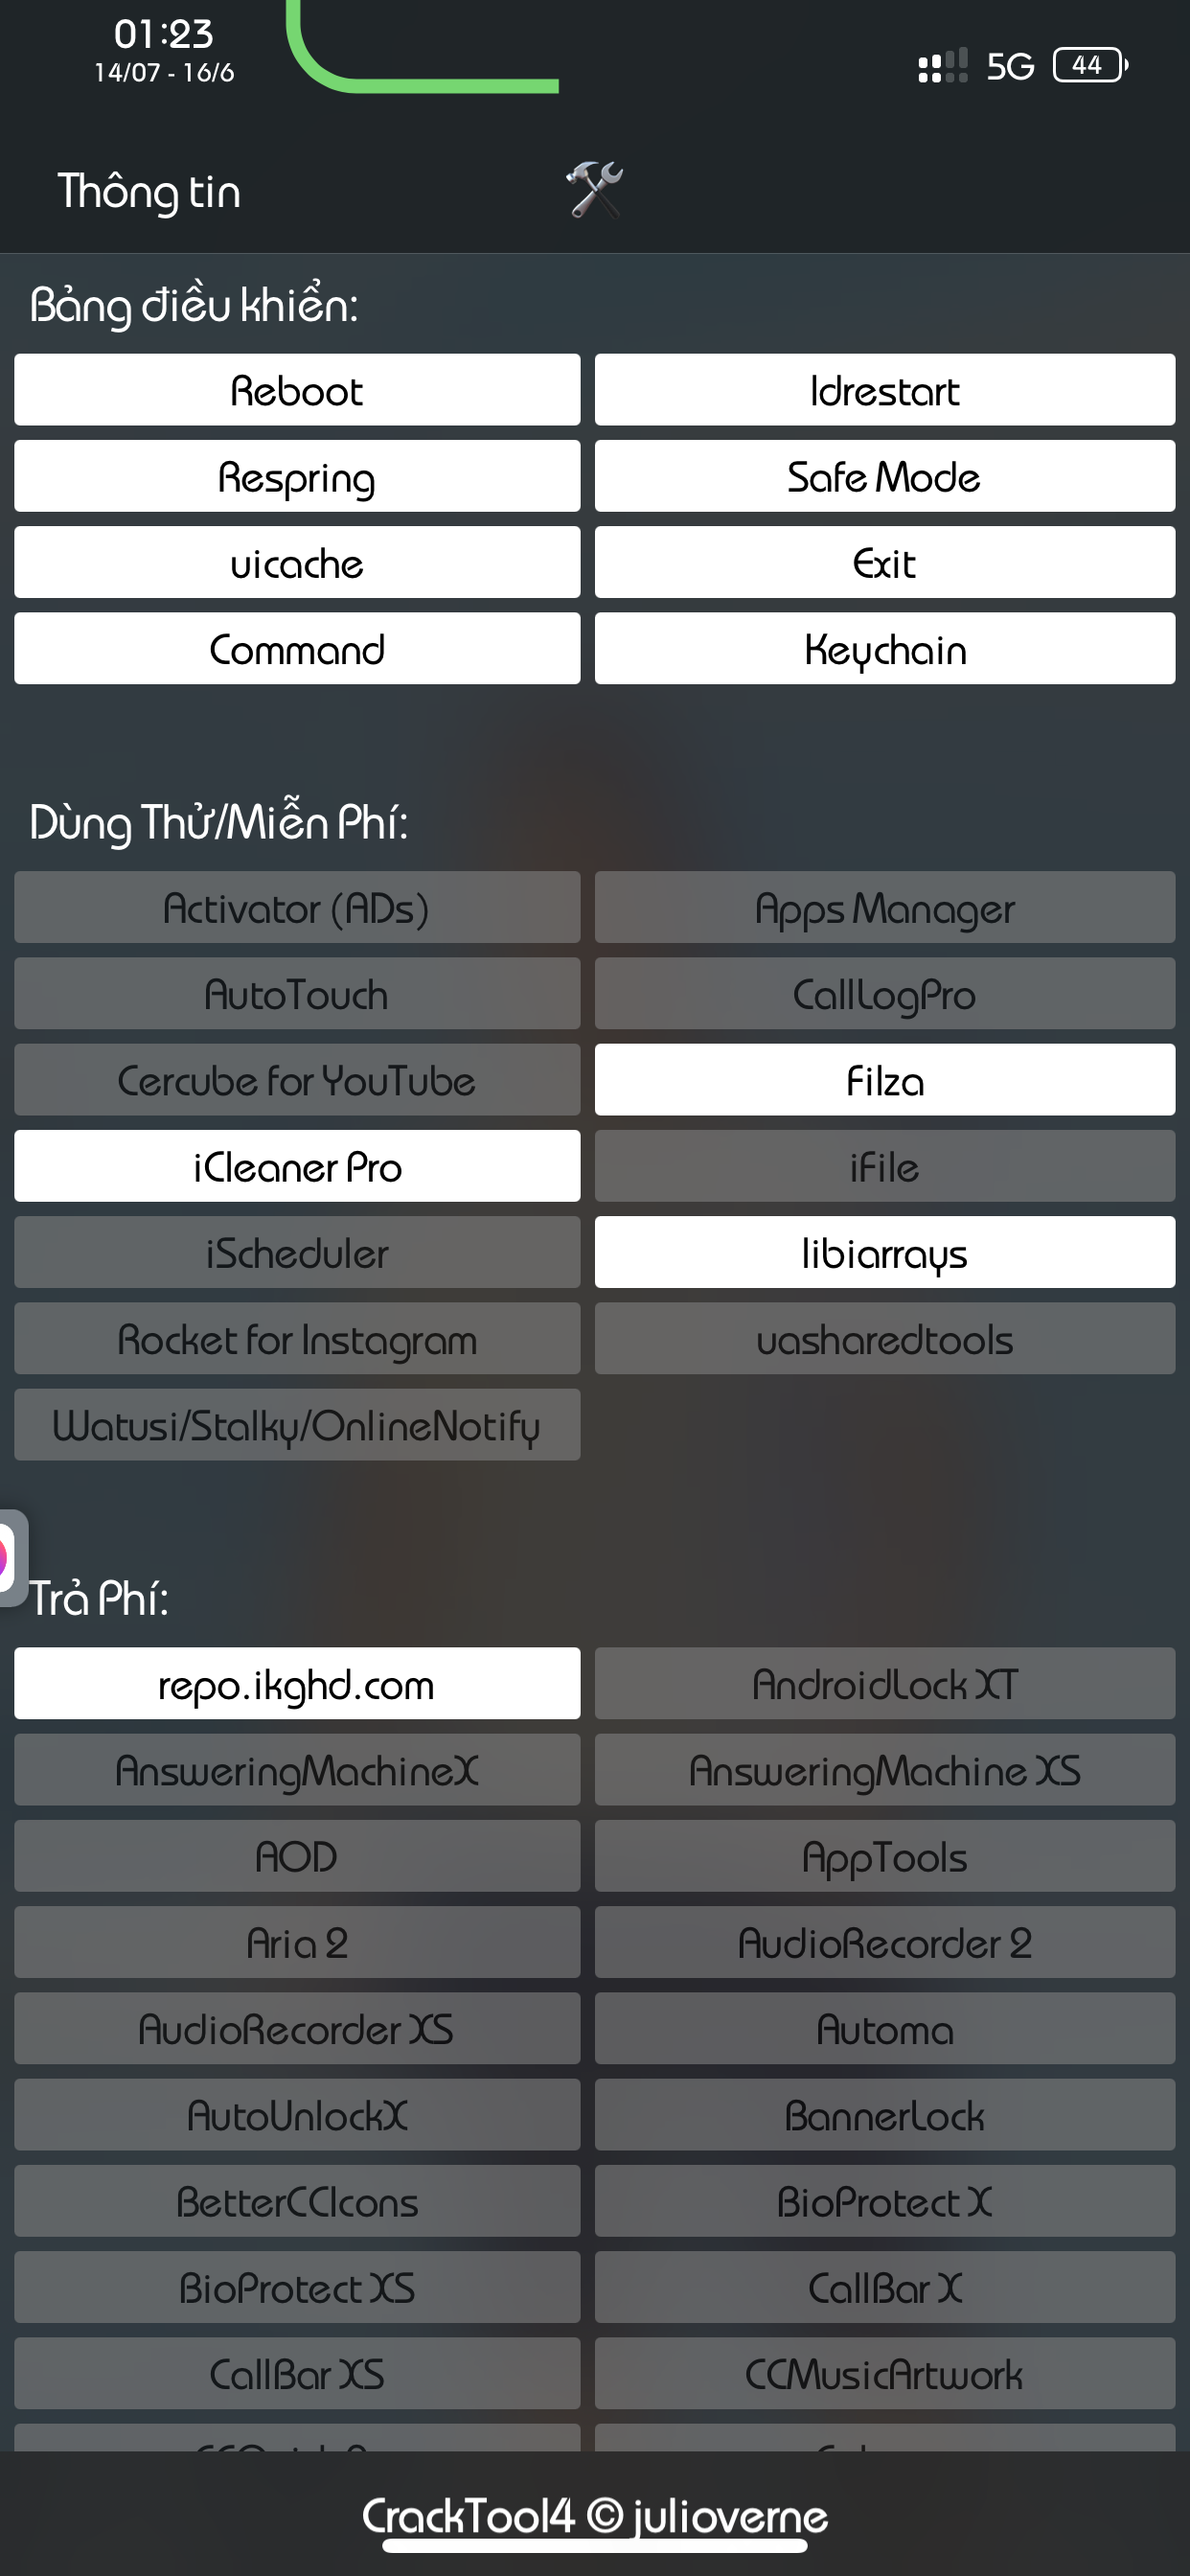 01:23
14/07 - 16/6
5G
44
Thông tin
Bảng điều khiển:
Reboot
ldrestart
Respring
Safe Mode
uicache
Exit
Command
Keychain
Dùng Thử/Miễn Phí:
Activator (ADs)
Apps Manager
AutoTouch
CallLogPro
Cercube for YouTube
Filza
iCleaner Pro
iFile
iScheduler
libiarrays
Rocket for Instagram
uasharedtools
Watusi/Stalky/OnlineNotify
Trả Phí:
repo.ikghd.com
AndroidLock XT
AnsweringMachineX
AnsweringMachine XS
AOD
AppTools
Aria 2
AudioRecorder 2
AudioRecorder XS
Automa
AutoUnlockX
BannerLock
BetterCCIcons
BioProtect X
BioProtect XS
CallBar X
CallBar XS
CCMusicArtwork
CrackTool4 © julioverne